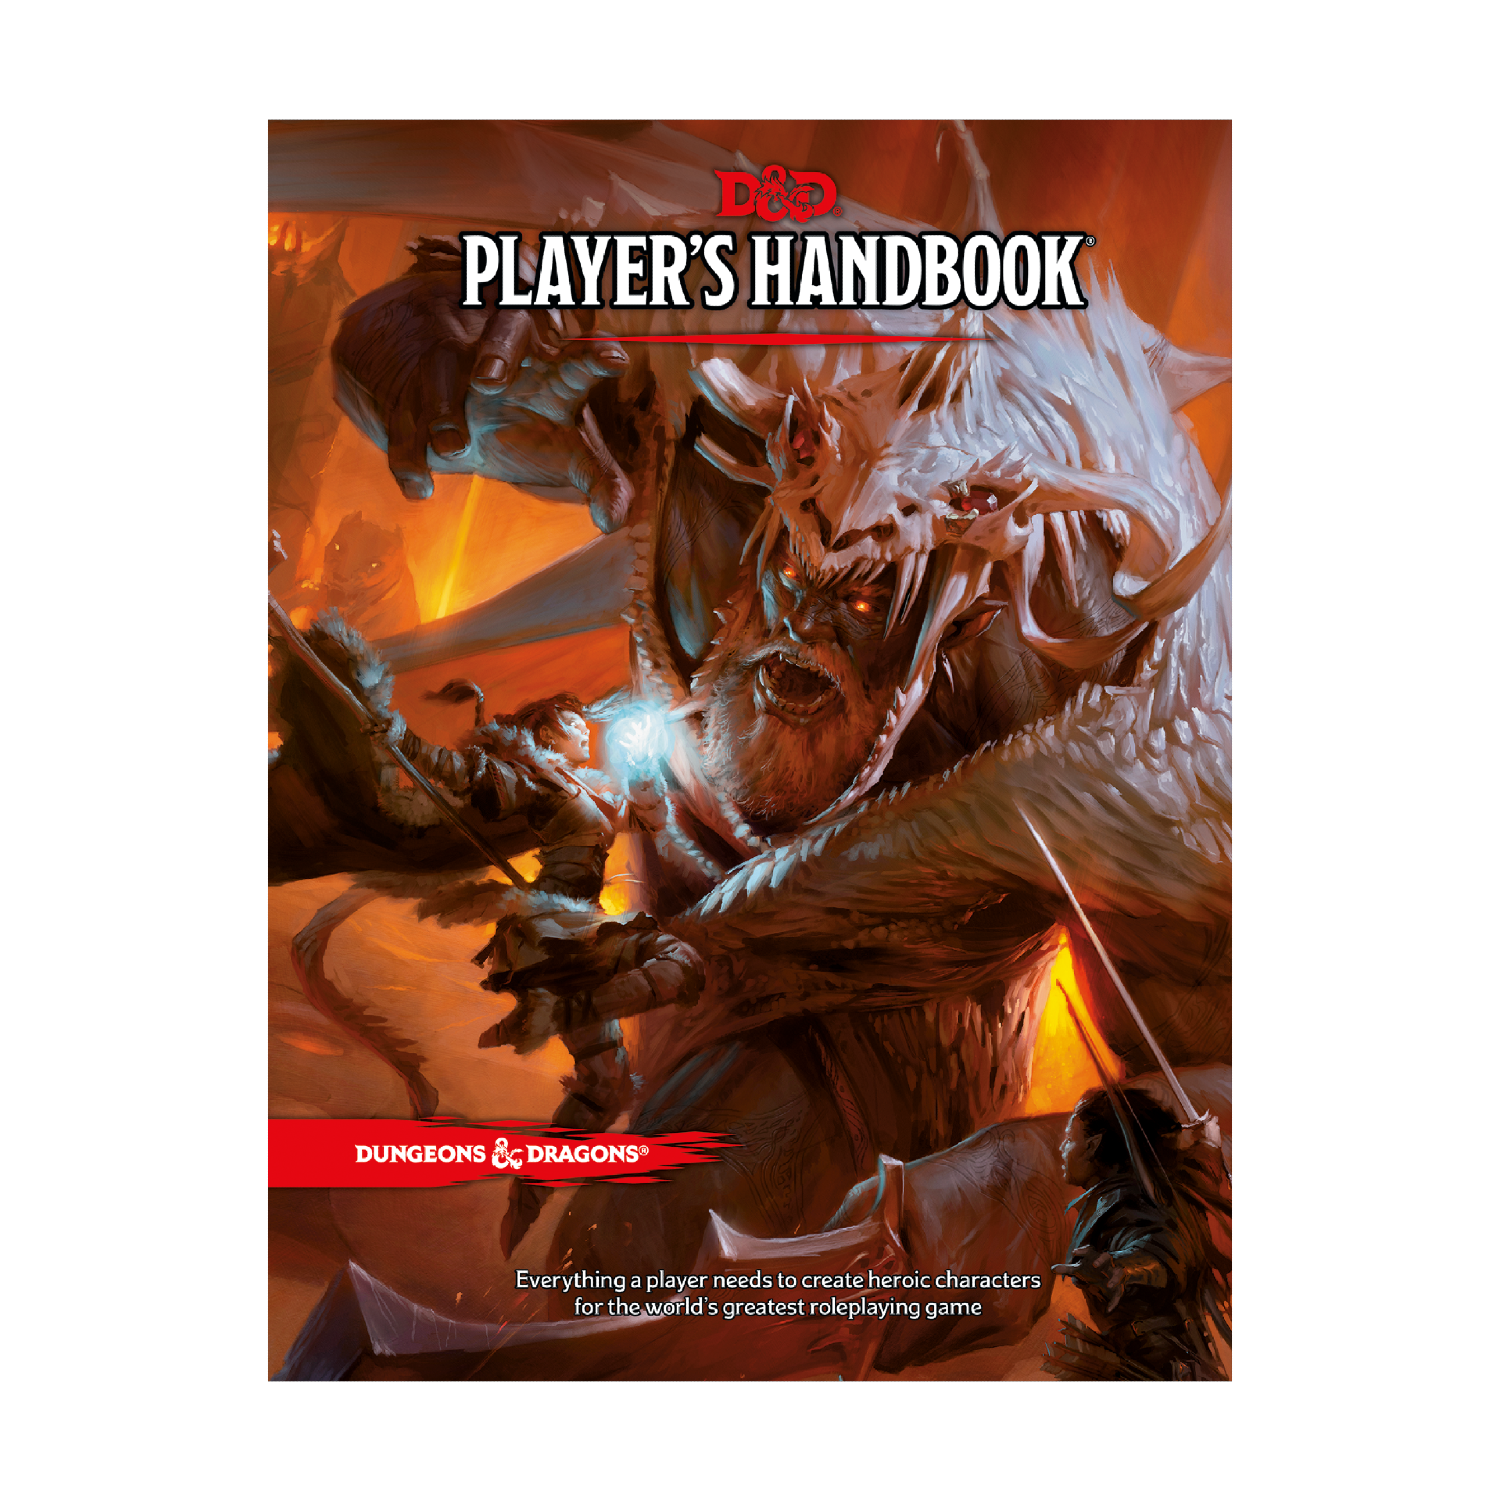 D&D®
PLAYER'S HANDBOOK®
DUNGEONS & DRAGONS®
Everything a player needs to create heroic characters
for the world's greatest roleplaying game